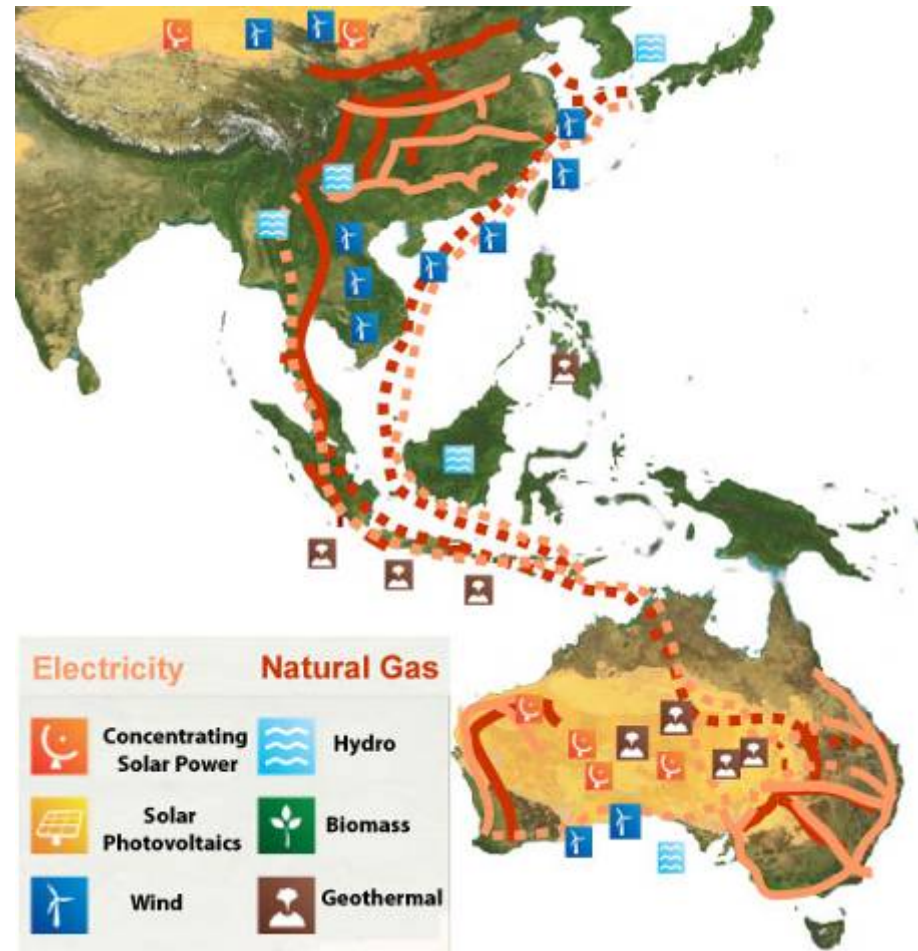 Electricity Natural Gas
Concentrating
Solar Power
Hydro
Solar
Photovoltaics
Biomass
Wind
Geothermal